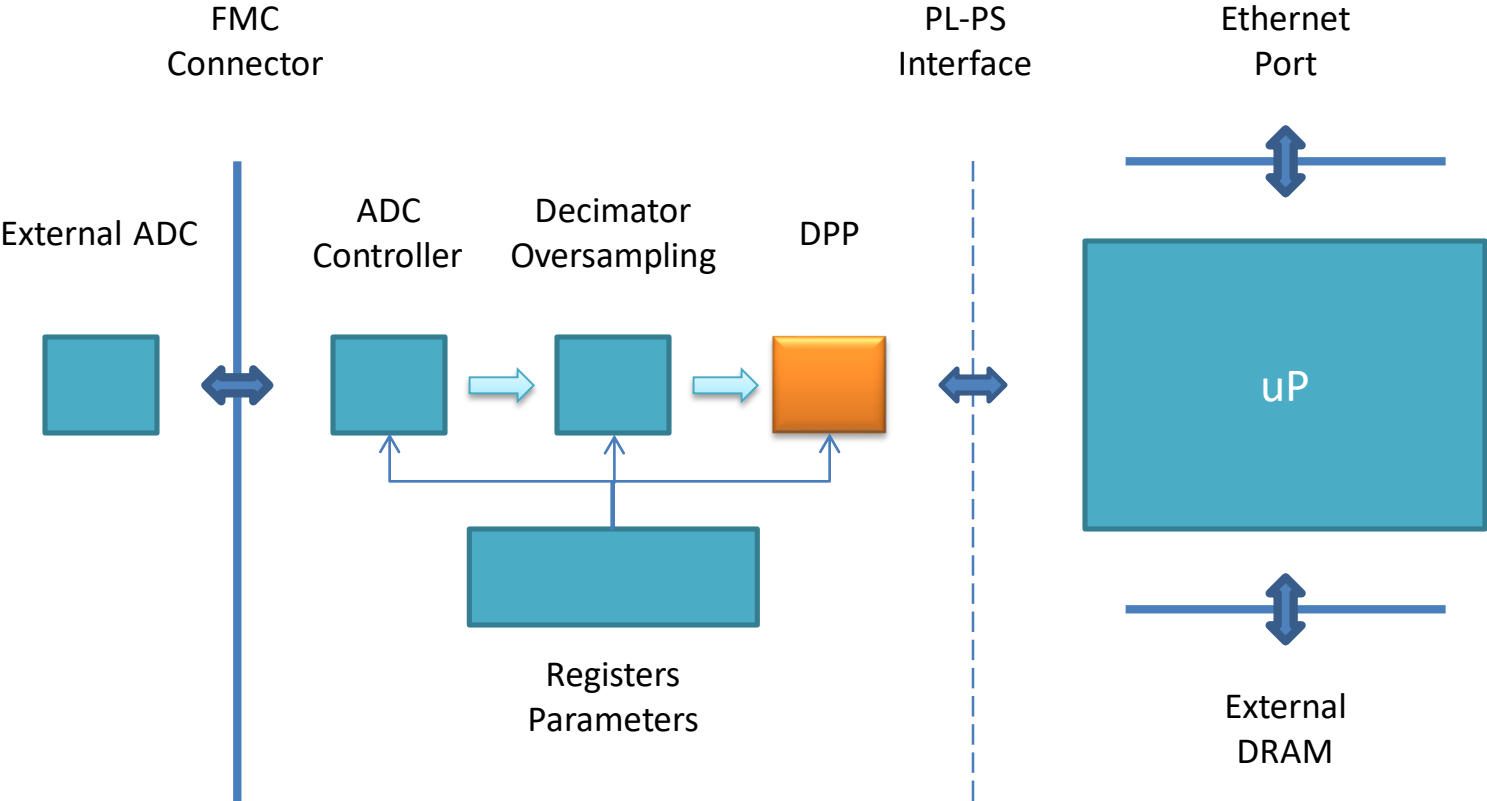 FMC
Connector
PL-PS
Interface
Ethernet
Port
External ADC
ADC
Controller
Decimator
Oversampling
DPP
uP
Registers
Parameters
External
DRAM